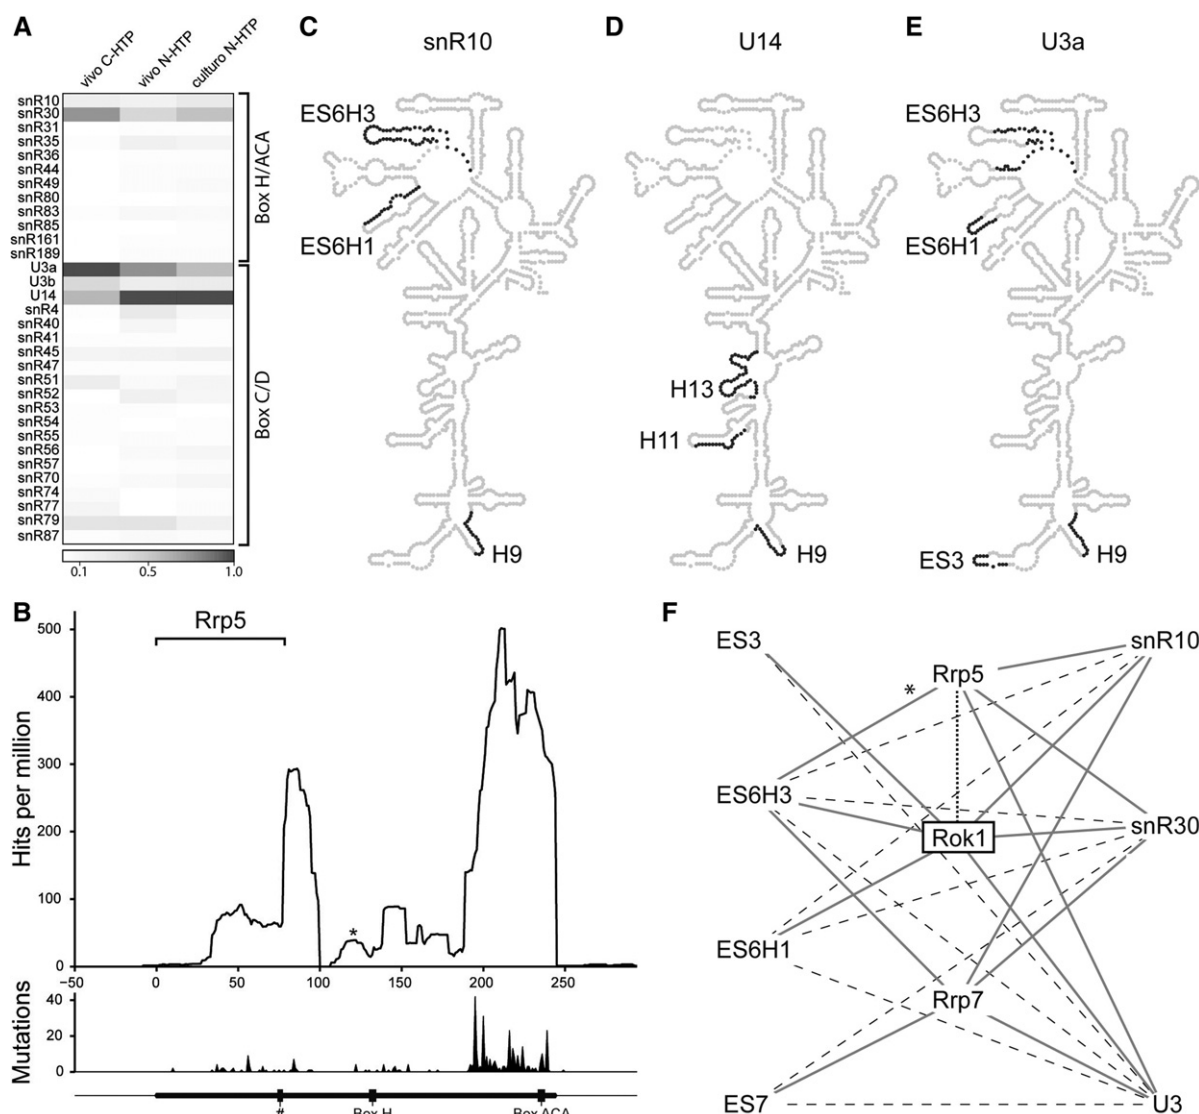 A
C
D
E
vivo C-HTP
vivo N-HTP
culturo N-HTP
snR10
U14
U3a
snR10
snR30
snR31
snR35
snR36
snR44
snR49
snR80
snR83
snR85
snR161
snR189
U3a
U3b
U14
snR4
snR40
snR41
snR45
snR47
snR51
snR52
snR53
snR54
snR55
snR56
snR57
snR70
snR74
snR77
snR79
snR87
Box H/ACA
Box C/D
0.1
0.5
1.0
ES6H3
ES6H1
H9
H13
H11
H9
ES6H3
ES6H1
ES3
H9
B
Rrp5
Hits per million
500
400
300
200
100
0
*
−50
0
50
100
150
200
250
Mutations
40
20
0
#
Box H
Box ACA
F
ES3
snR10
Rrp5
*
ES6H3
snR30
Rok1
ES6H1
Rrp7
ES7
U3